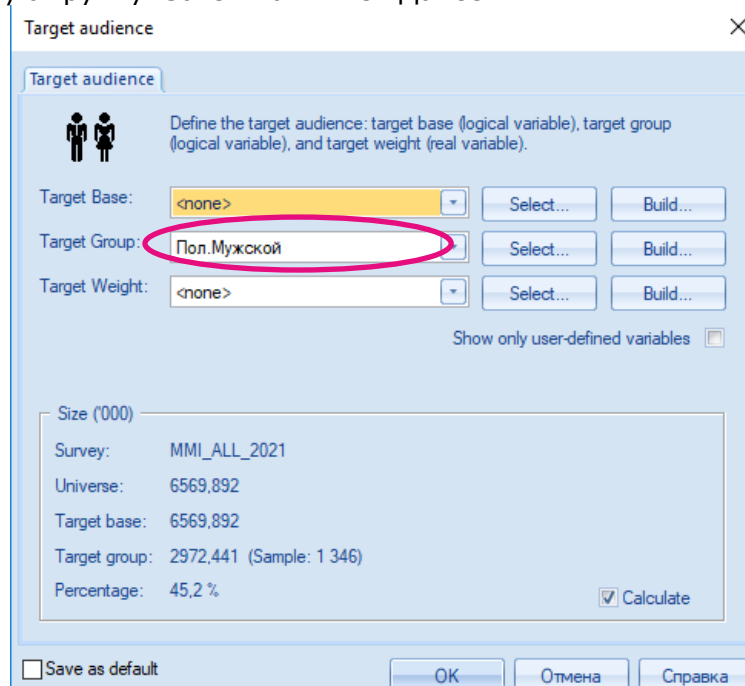 Target audience
Target audience
Define the target audience: target base (logical variable), target group
(logical variable), and target weight (real variable).
Target Base: <none> Select... Build...
Target Group: Пол.Мужской Select... Build...
Target Weight: <none> Select... Build...
Show only user-defined variables
Size ('000)
Survey: MMI_ALL_2021
Universe: 6569,892
Target base: 6569,892
Target group: 2972,441 (Sample: 1 346)
Percentage: 45,2 %
Calculate
Save as default
OK Отмена Справка